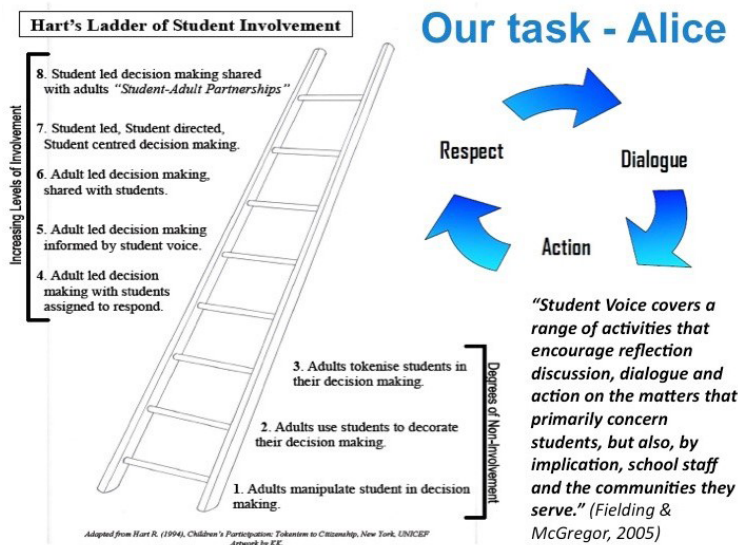 Hart's Ladder of Student Involvement
Increasing Levels of Involvement
8. Student led decision making shared
with adults "Student-Adult Partnerships"
7. Student led, Student directed,
Student centred decision making.
6. Adult led decision making,
shared with students.
5. Adult led decision making
informed by student voice.
4. Adult led decision
making with students
assigned to respond.
3. Adults tokenise students in
their decision making.
2. Adults use students to decorate
their decision making.
1. Adults manipulate student in decision
making.
Degrees of Non-Involvement
Adapted from Hart R. (1994), Children's Participation: Tokenism to Citizenship, New York, UNICEF
Artwork by KK.
Our task - Alice
Respect
Dialogue
Action
"Student Voice covers a
range of activities that
encourage reflection
discussion, dialogue and
action on the matters that
primarily concern
students, but also, by
implication, school staff
and the communities they
serve." (Fielding &
McGregor, 2005)